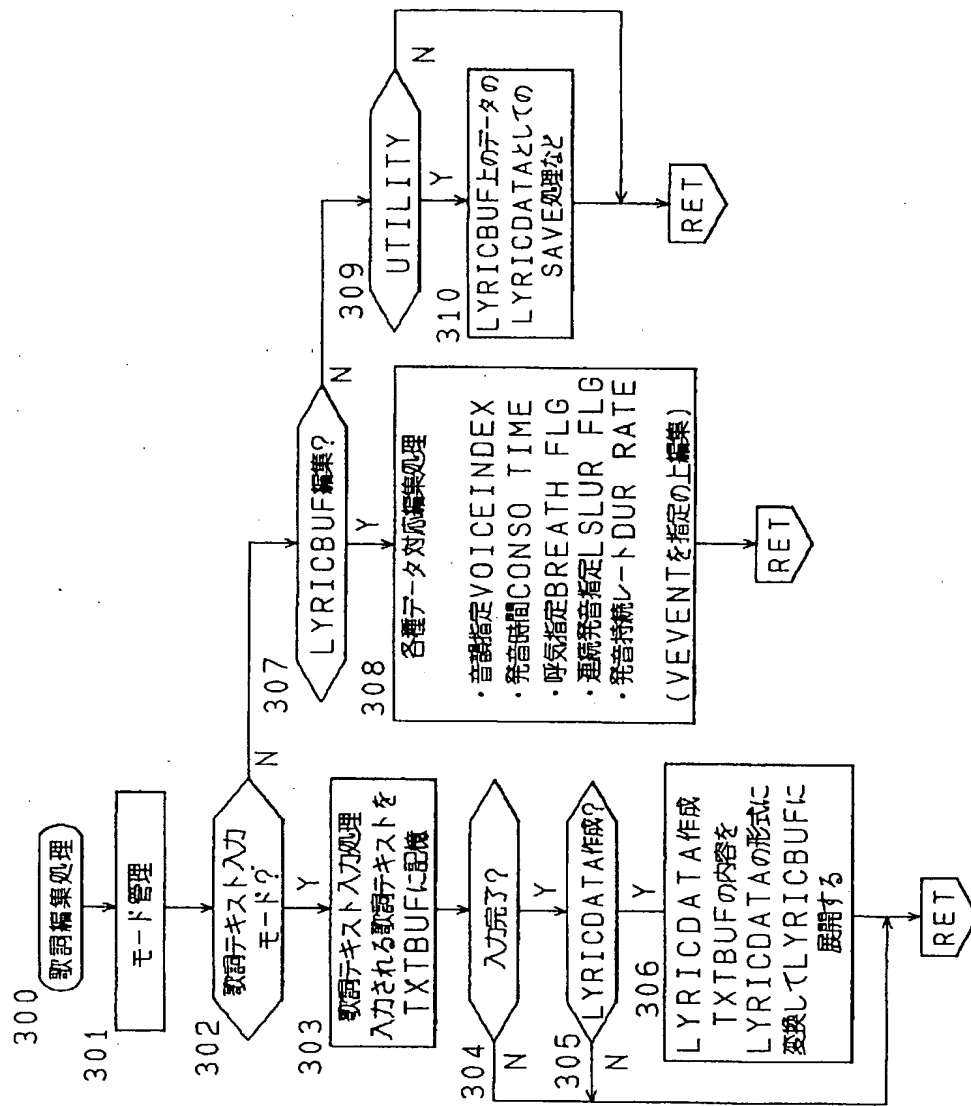 300
歌詞編集処理
301
モード管理
302
歌詞テキスト入力
モード?
N
Y
303
歌詞テキスト入力処理
入力される歌詞テキストを
TXTBUFに記憶
304
入力完了?
N
Y
305
LYRICDATA作成?
N
Y
306
LYRICDATA作成
TXTBUFの内容を
LYRICDATAの形式に
変換してLYRICBUFに
展開する
RET
307
LYRICBUF編集?
N
Y
308
各種データ対応編集処理
・音韻指定VOICEINDEX
・発音時間CONSO TIME
・呼気指定BREATH FLG
・連続発音指定LSLUR FLG
・発音持続レートDUR RATE
(VEVENTを指定の上編集)
RET
309
UTILITY
N
Y
310
LYRICBUF上のデータの
LYRICDATAとしての
SAVE処理など
RET